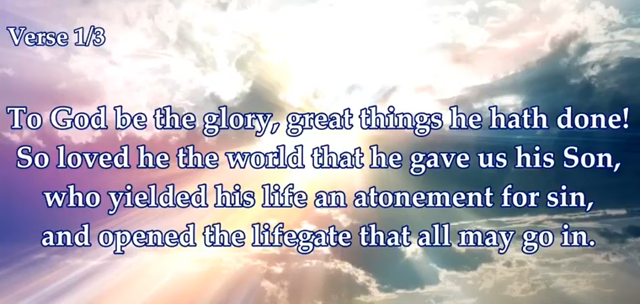 Verse 1/3
To God be the glory, great things he hath done!
So loved he the world that he gave us his Son,
who yielded his life an atonement for sin,
and opened the lifegate that all may go in.